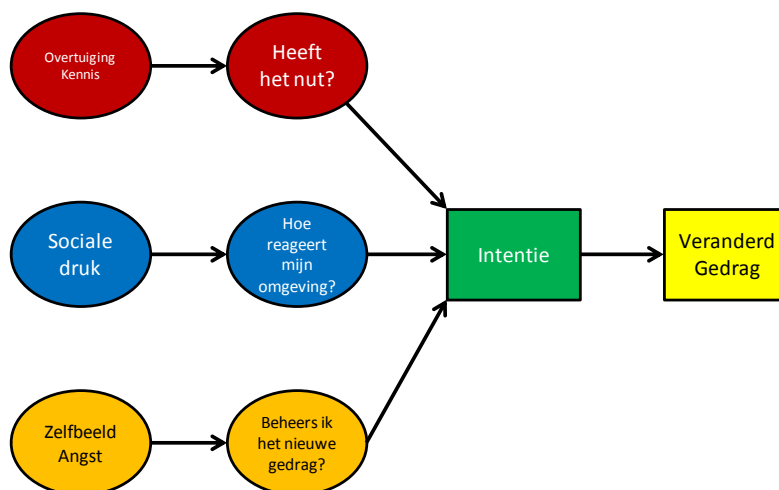 Overtuiging
Kennis
Heeft
het nut?
Sociale
druk
Hoe
reageert
mijn
omgeving?
Intentie
Veranderd
Gedrag
Zelfbeeld
Angst
Beheers ik
het nieuwe
gedrag?